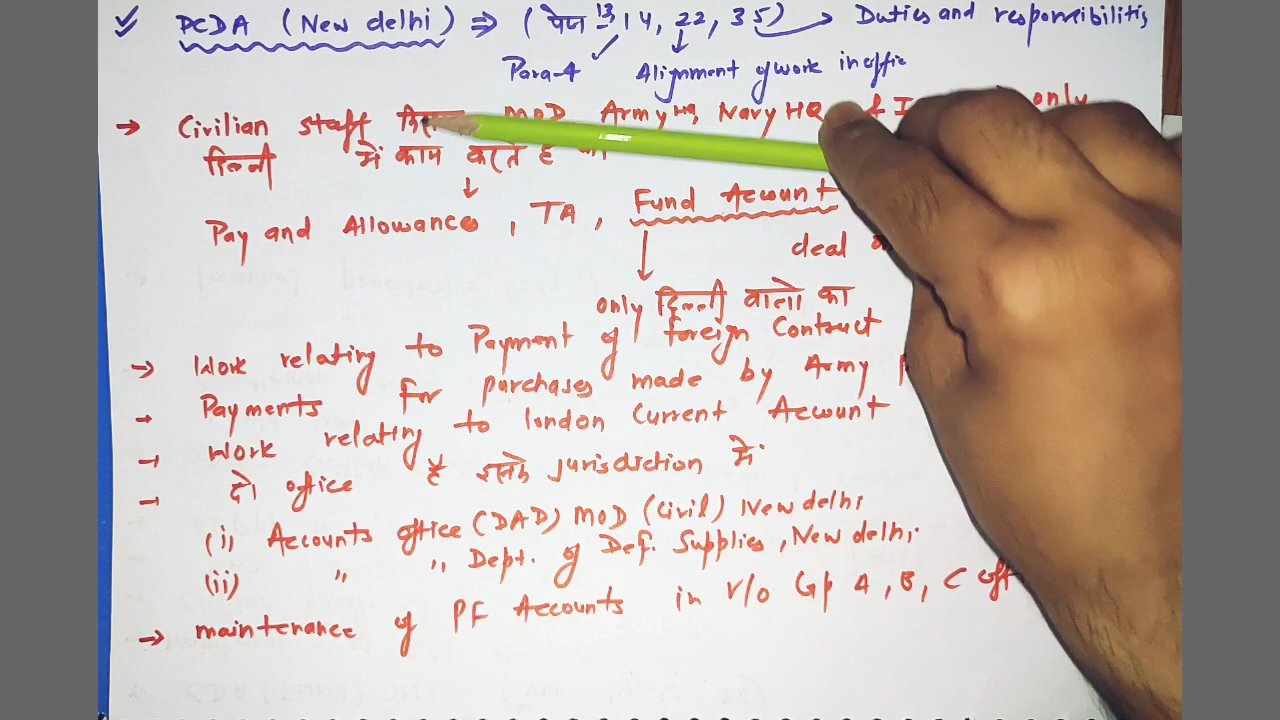 PCDA (New delhi) ⇒ (पेज 13, 14, 22, 35) → Duties and responsibilitis
Para-4 Alignment of work in offic
→ Civilian staff MOD Army HQ, Navy HQ only
दिल्ली में काम करते है का
↓
Pay and Allowances, TA, Fund Account
deal
only दिल्ली वालो का
→ Work relating to Payment of foreign Contract
→ Payments for purchases made by Army
→ Work relating to london Current Account
→ दो office है इसके jurisdiction में
(i) Accounts office (DAD) MOD (Civil) New delhi
(ii) " " Dept. of Def. Supplies, New delhi
→ maintenance of PF Accounts in r/o Gp A, B, C off